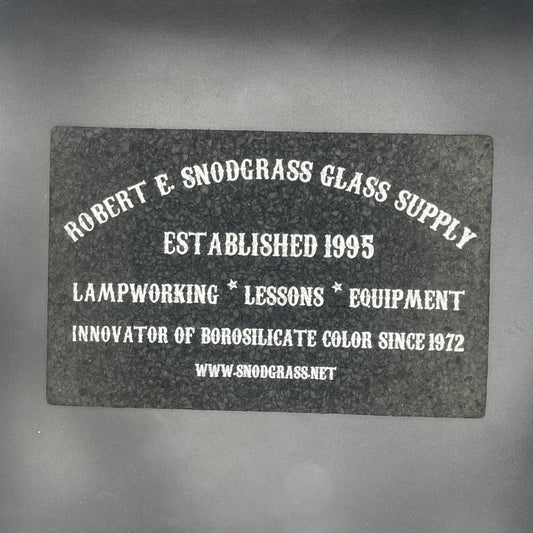 ROBERT E. SNODGRASS GLASS SUPPLY
ESTABLISHED 1995
LAMPWORKING * LESSONS * EQUIPMENT
INNOVATOR OF BOROSILICATE COLOR SINCE 1972
WWW.SNODGRASS.NET